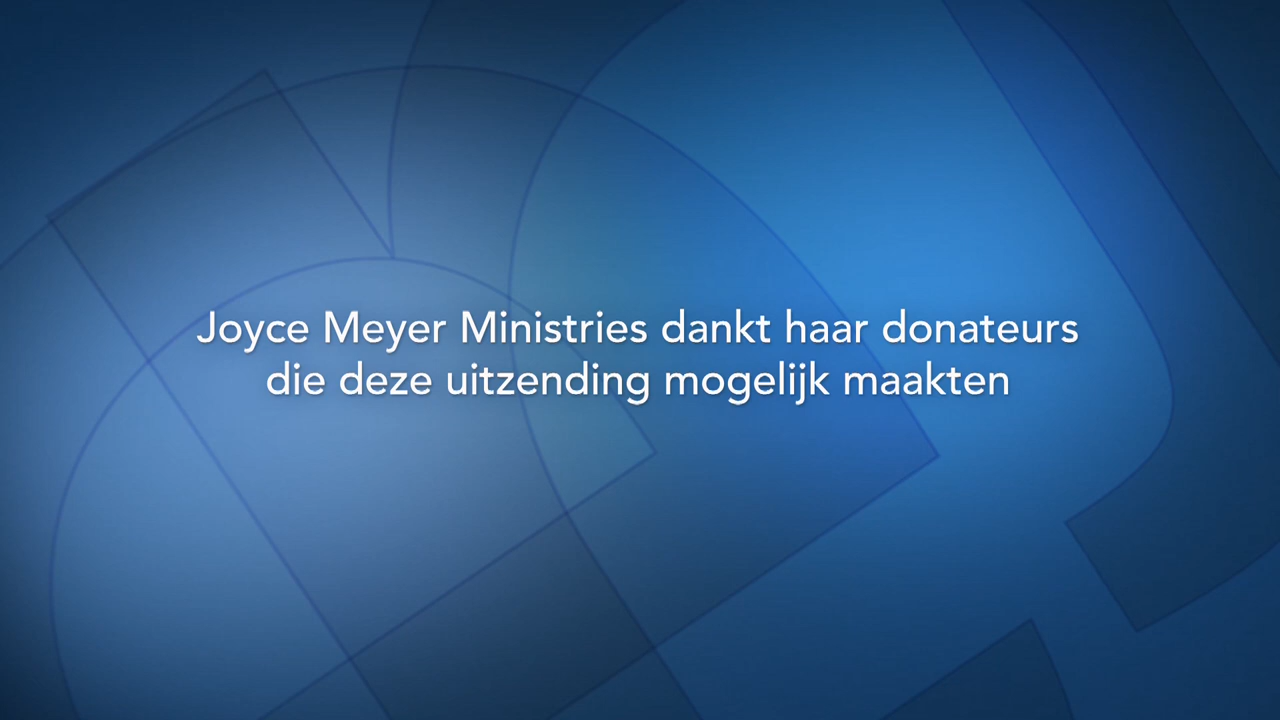 Joyce Meyer Ministries dankt haar donateurs
die deze uitzending mogelijk maakten